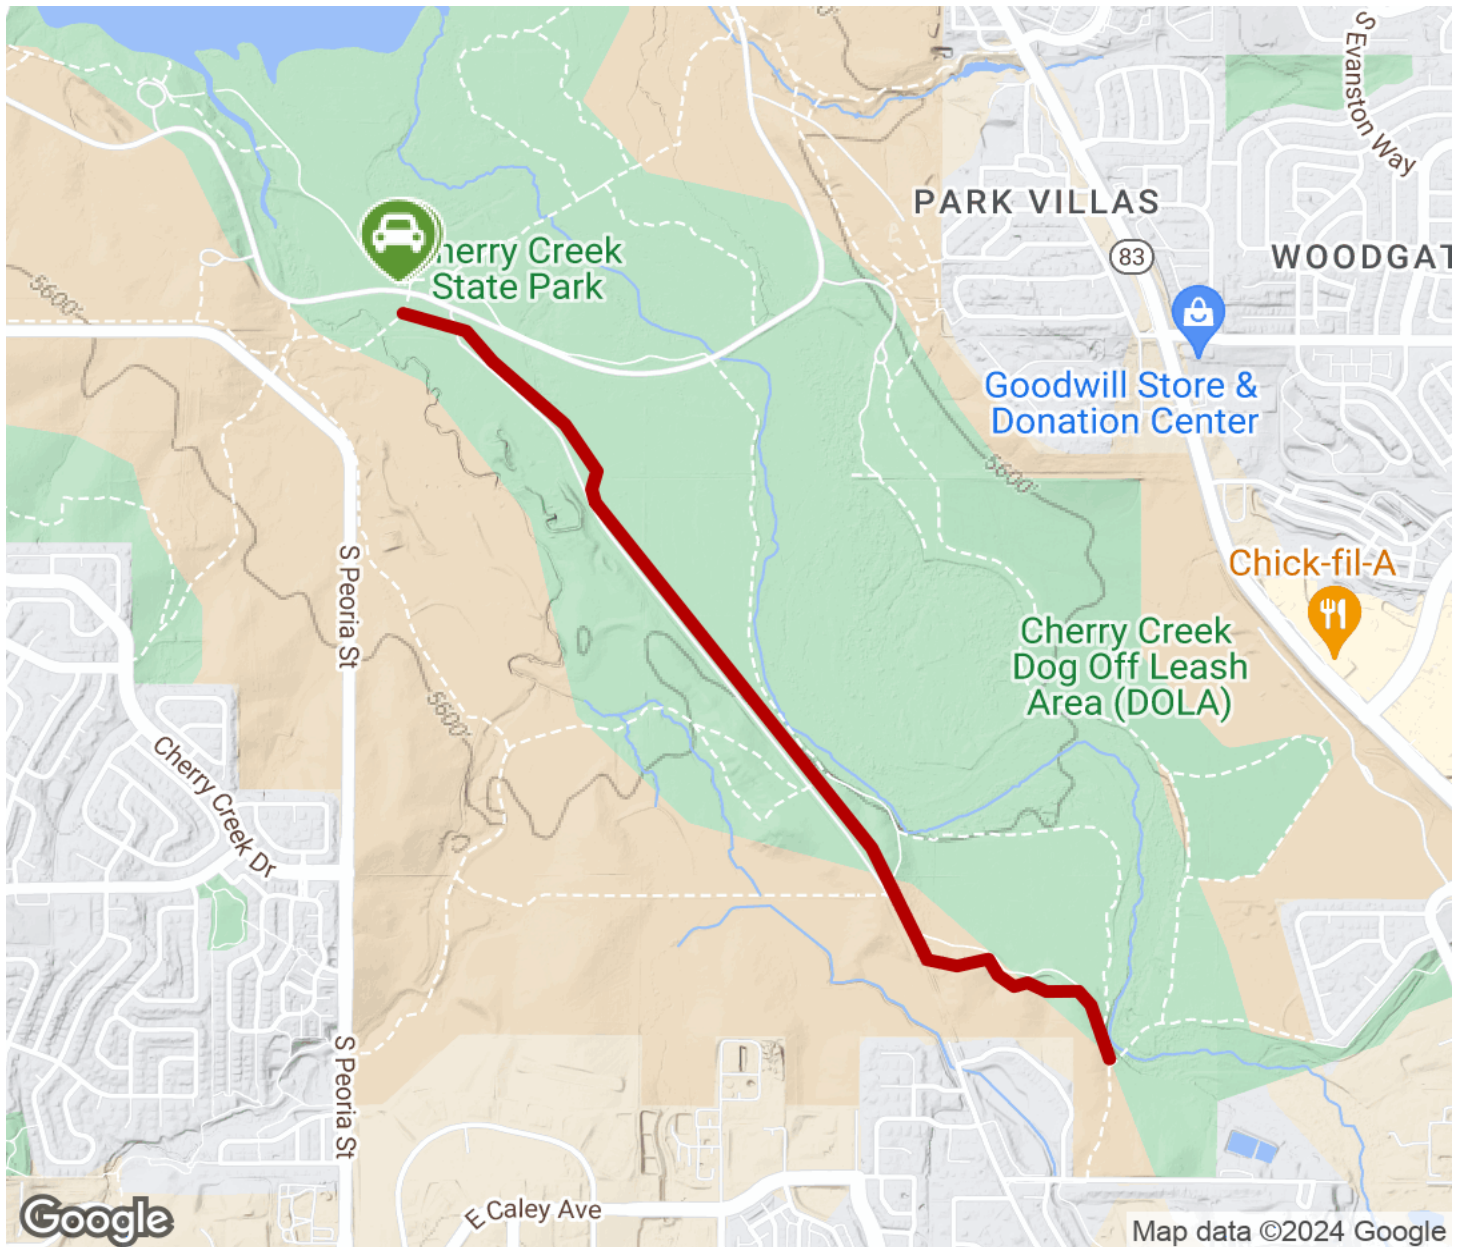 S Evanston Way
PARK VILLAS
83
WOODGAT
herry Creek
State Park
5600'
Goodwill Store &
Donation Center
5600'
Chick-fil-A
S Peoria St
Cherry Creek
Dog Off Leash
Area (DOLA)
5600'
Cherry Creek Dr
S Peoria St
E Caley Ave
Google
Map data ©2024 Google